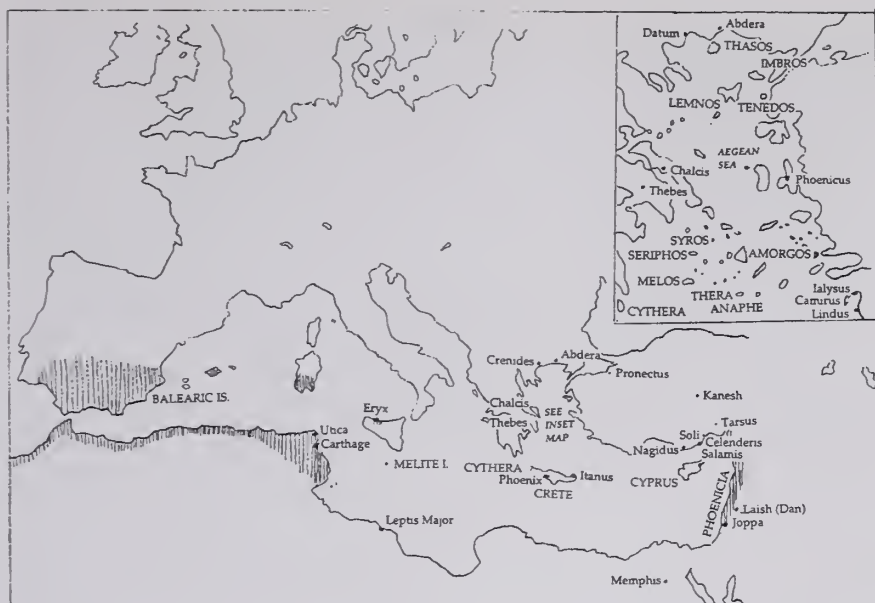 Datum
Abdera
THASOS
IMBROS
LEMNOS
TENEDOS
AEGEAN
SEA
Chalcis
Thebes
Phoenicus
SYROS
SERIPHOS
AMORGOS
MELOS
THERA
ANAPHE
CYTHERA
Ialysus
Camirus
Lindus
BALEARIC IS.
Eryx
Utica
Carthage
MELITE I.
Leptis Major
Crenides
Abdera
Pronectus
Kanesh
Chalcis
Thebes
SEE
INSET
MAP
CYTHERA
Phoenix
Itanus
CRETE
Tarsus
Soli
Celenderis
Nagidus
Salamis
CYPRUS
PHOENICIA
Laish (Dan)
Joppa
Memphis